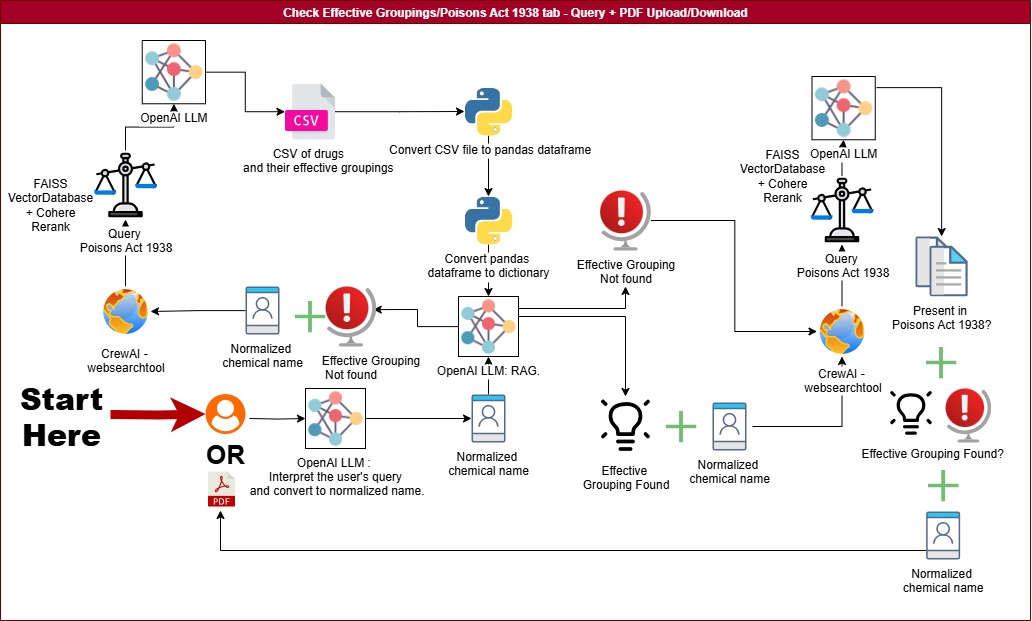 Check Effective Groupings/Poisons Act 1938 tab - Query + PDF Upload/Download
OpenAI LLM
CSV
CSV of drugs
and their effective groupings
Convert CSV file to pandas dataframe
FAISS
VectorDatabase
+ Cohere
Rerank
Query
Poisons Act 1938
Convert pandas
dataframe to dictionary
Effective Grouping
Not found
FAISS
VectorDatabase
+ Cohere
Rerank
OpenAI LLM
Query
Poisons Act 1938
Present in
Poisons Act 1938?
CrewAI -
websearchtool
Normalized
chemical name
Effective Grouping
Not found
OpenAI LLM: RAG.
CrewAI -
websearchtool
Start
Here
OR
PDF
OpenAI LLM :
Interpret the user's query
and convert to normalized name.
Normalized
chemical name
Effective
Grouping Found
Normalized
chemical name
Effective Grouping Found?
Normalized
chemical name